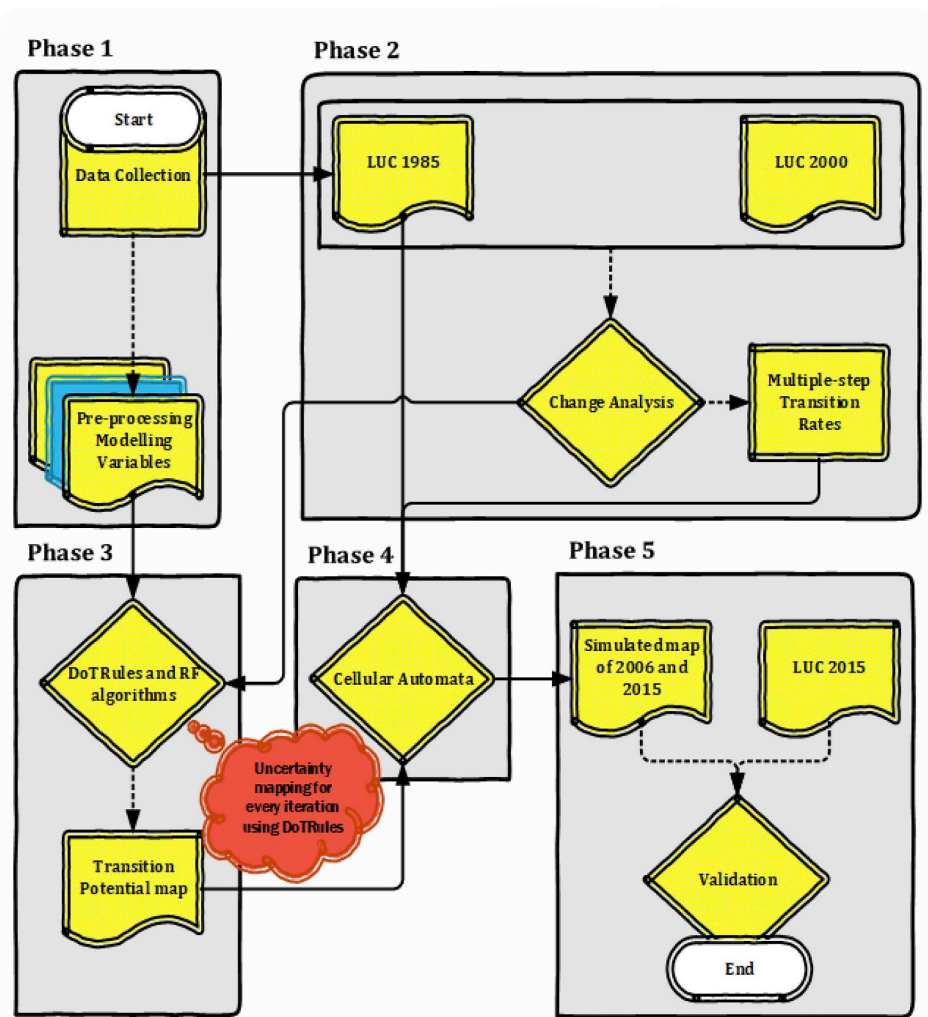 Phase 1
Start
Data Collection
Pre-processing
Modelling
Variables
Phase 2
LUC 1985
LUC 2000
Change Analysis
Multiple-step
Transition
Rates
Phase 3
DoTRules and RF
algorithms
Uncertainty
mapping for
every iteration
using DoTRules
Transition
Potential map
Phase 4
Cellular Automata
Phase 5
Simulated map
of 2006 and
2015
LUC 2015
Validation
End